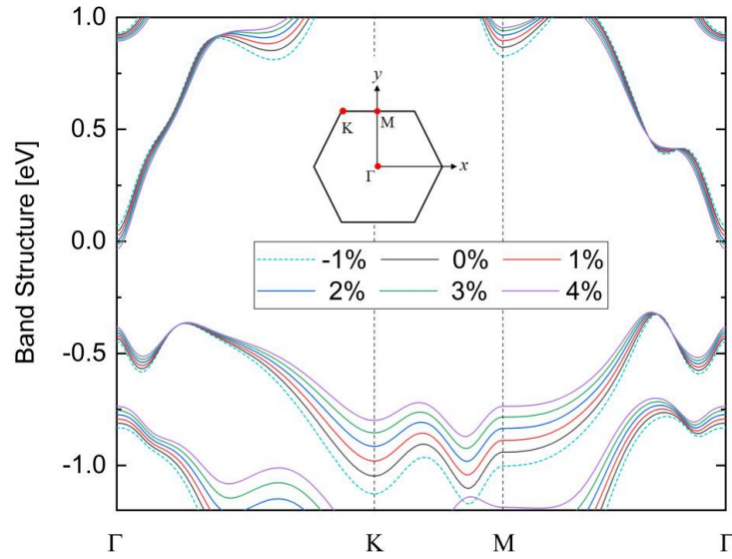 1.0
0.5
0.0
-0.5
-1.0
Band Structure [eV]
y
K
M
Γ
x
-1% 0% 1%
2% 3% 4%
Γ K M Γ